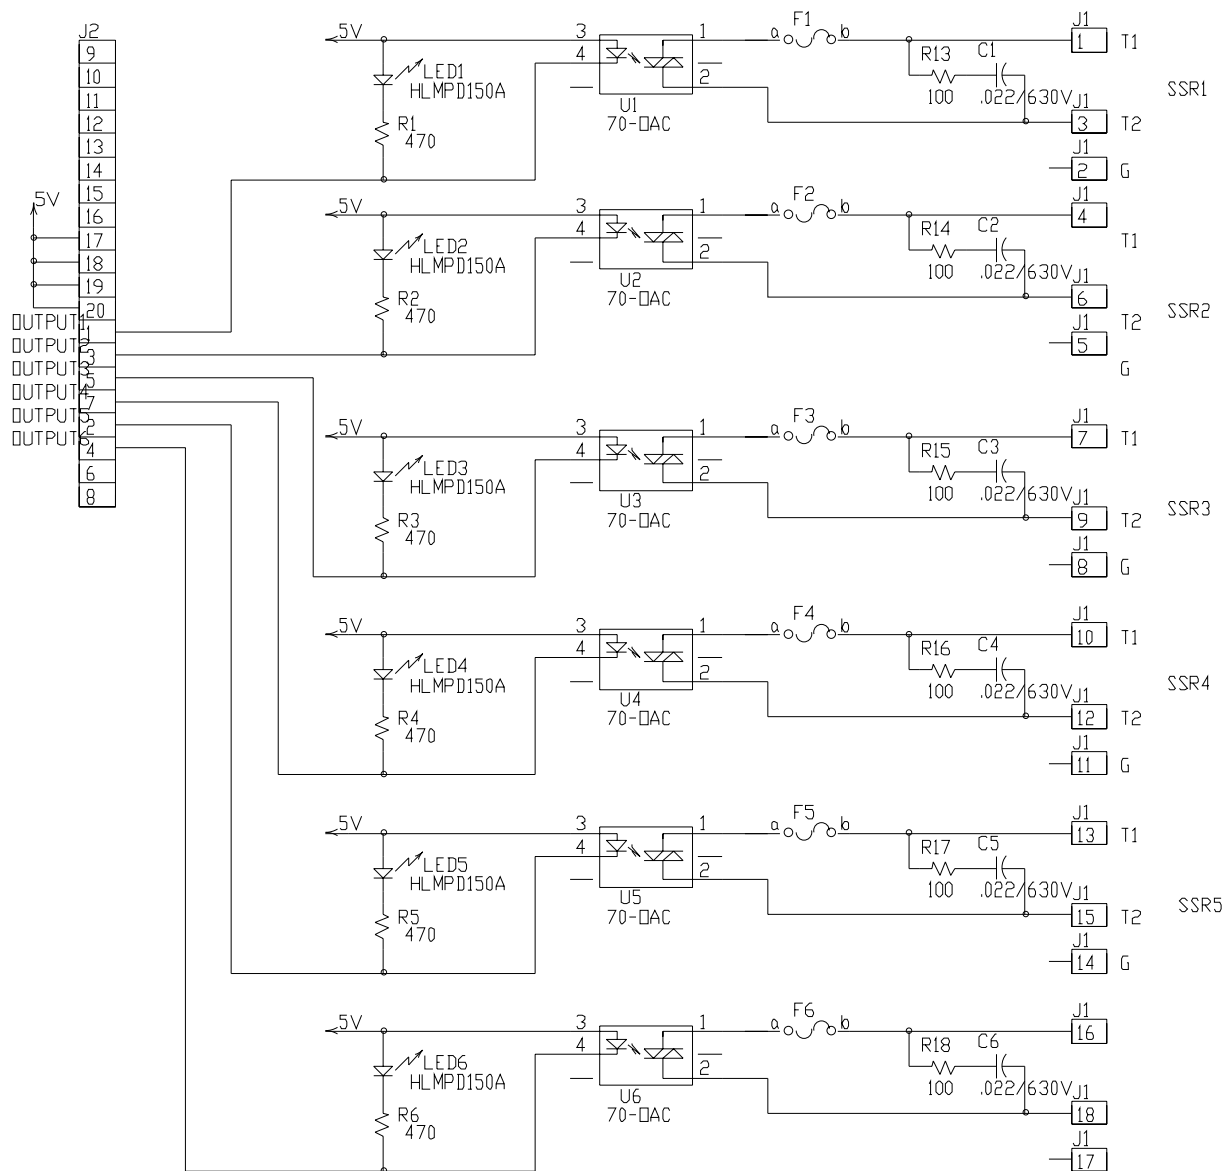 J2
9
10
11
12
13
14
15
16
17
18
19
20
1
3
5
7
2
4
6
8
5V
OUTPUT1
OUTPUT2
OUTPUT3
OUTPUT4
OUTPUT5
OUTPUT6
5V
LED1
HLMPD150A
R1
470
3
4
U1
70-OAC
1
2
a
F1
b
R13
100
C1
.022/630V
J1
1
T1
J1
3
T2
J1
2
G
SSR1
5V
LED2
HLMPD150A
R2
470
3
4
U2
70-OAC
1
2
a
F2
b
R14
100
C2
.022/630V
J1
4
T1
J1
6
T2
J1
5
G
SSR2
5V
LED3
HLMPD150A
R3
470
3
4
U3
70-OAC
1
2
a
F3
b
R15
100
C3
.022/630V
J1
7
T1
J1
9
T2
J1
8
G
SSR3
5V
LED4
HLMPD150A
R4
470
3
4
U4
70-OAC
1
2
a
F4
b
R16
100
C4
.022/630V
J1
10
T1
J1
12
T2
J1
11
G
SSR4
5V
LED5
HLMPD150A
R5
470
3
4
U5
70-OAC
1
2
a
F5
b
R17
100
C5
.022/630V
J1
13
T1
J1
15
T2
J1
14
G
SSR5
5V
LED6
HLMPD150A
R6
470
3
4
U6
70-OAC
1
2
a
F6
b
R18
100
C6
.022/630V
J1
16
J1
18
J1
17